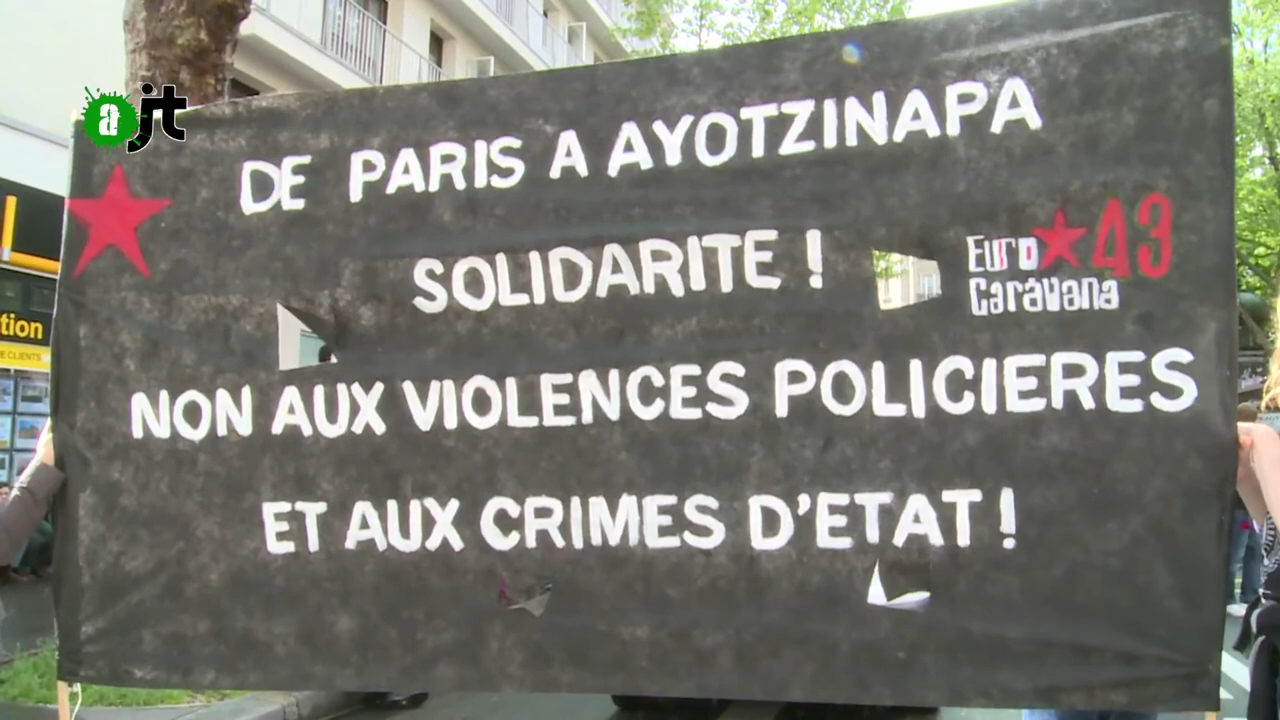 ajt
DE PARIS A AYOTZINAPA
SOLIDARITE !
Euro 43
Caravana
NON AUX VIOLENCES POLICIERES
ET AUX CRIMES D'ETAT !
tion
E CLIENTS